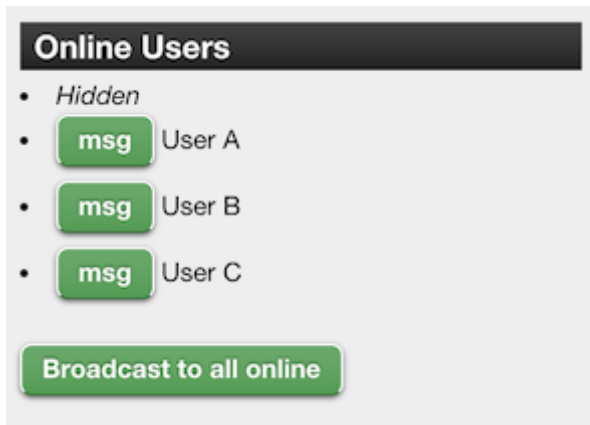 Online Users
Hidden
msg User A
msg User B
msg User C
Broadcast to all online